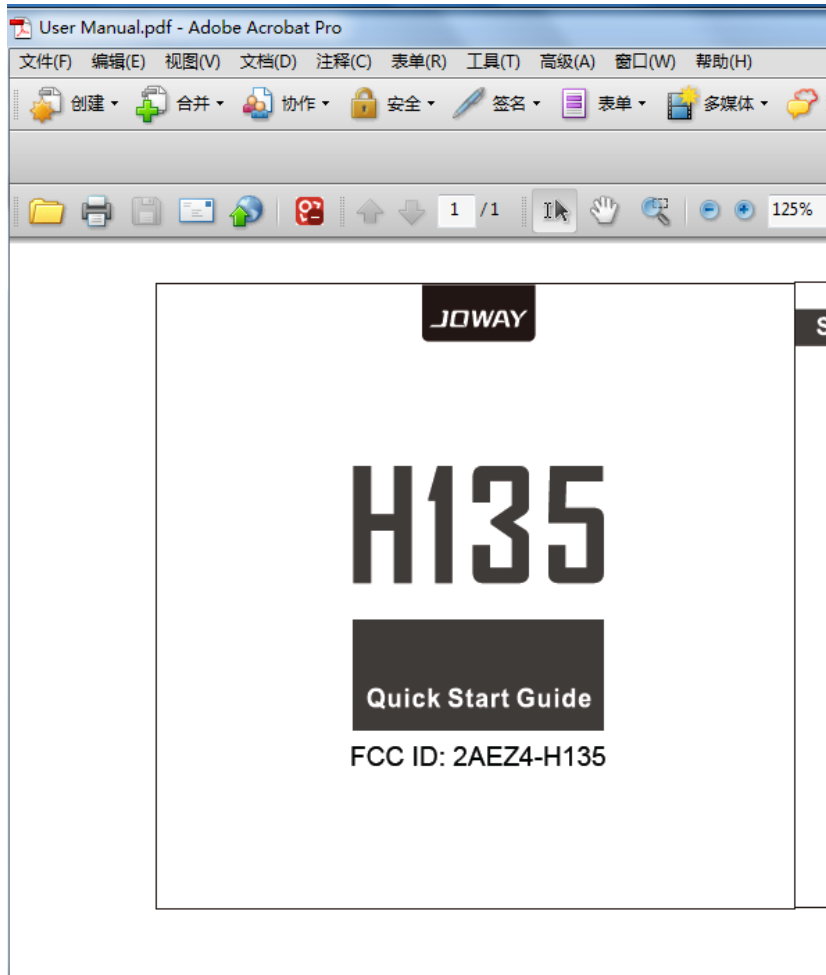 User Manual.pdf - Adobe Acrobat Pro
文件(F) 编辑(E) 视图(V) 文档(D) 注释(C) 表单(R) 工具(T) 高级(A) 窗口(W) 帮助(H)
创建 合并 协作 安全 签名 表单 多媒体
1 /1 125%
JOWAY
S
H135
Quick Start Guide
FCC ID: 2AEZ4-H135